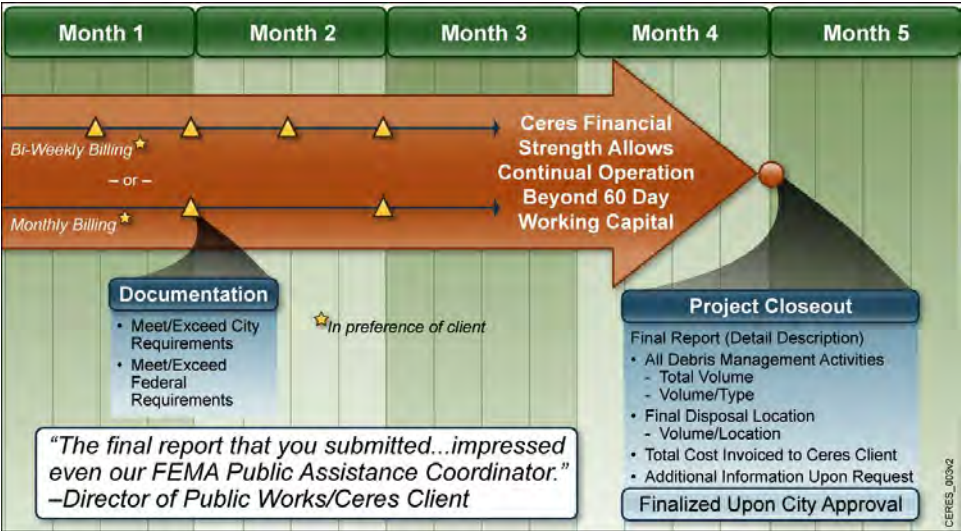 Month 1
Month 2
Month 3
Month 4
Month 5
Bi-Weekly Billing
– or –
Monthly Billing
Ceres Financial
Strength Allows
Continual Operation
Beyond 60 Day
Working Capital
Documentation
• Meet/Exceed City
Requirements
• Meet/Exceed
Federal
Requirements
In preference of client
Project Closeout
Final Report (Detail Description)
• All Debris Management Activities
- Total Volume
- Volume/Type
• Final Disposal Location
- Volume/Location
• Total Cost Invoiced to Ceres Client
• Additional Information Upon Request
Finalized Upon City Approval
“The final report that you submitted...impressed
even our FEMA Public Assistance Coordinator.”
–Director of Public Works/Ceres Client
CERES_003v2